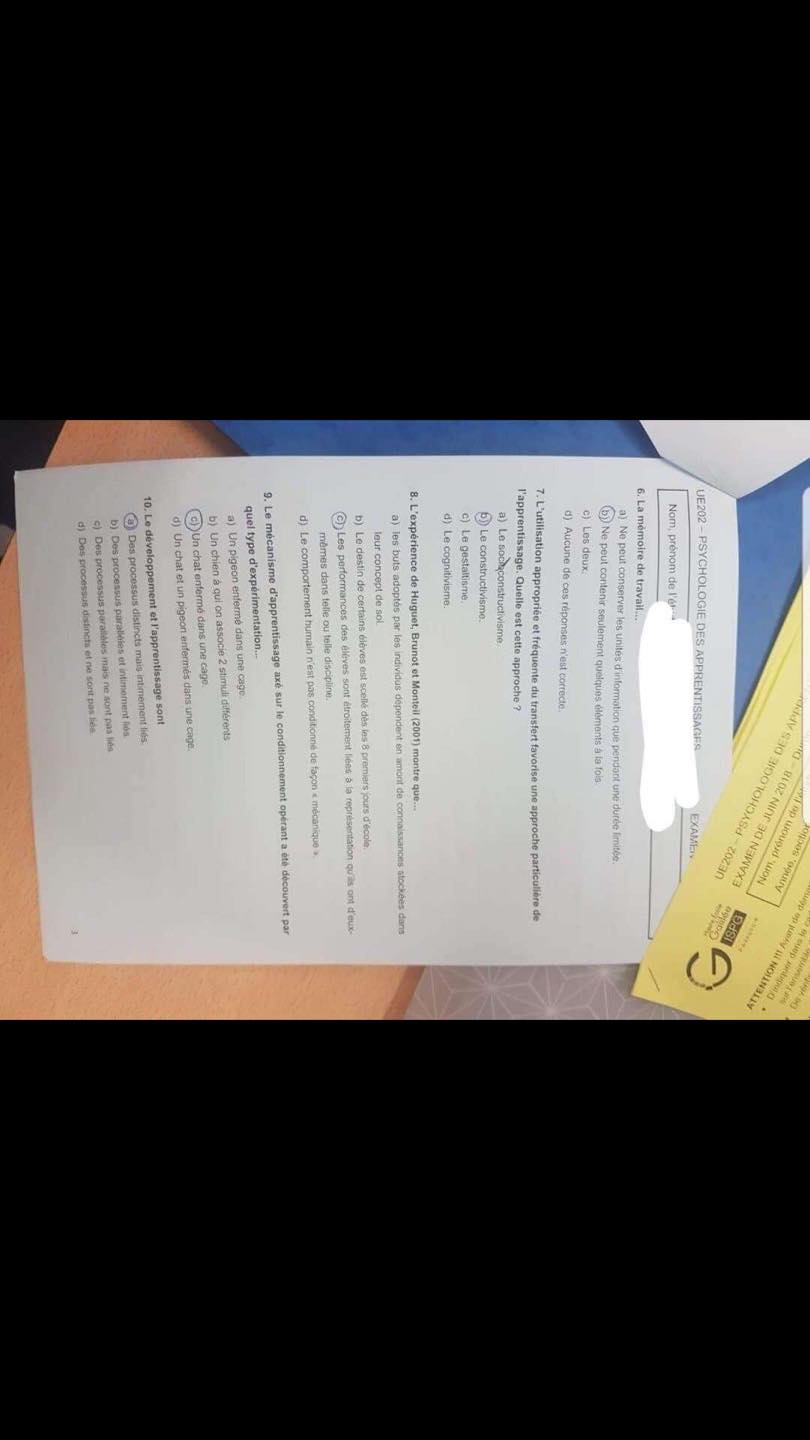 ATTENTION !!! Avant de
D'indiquer dans la
Nom, prénom de l'é
Année, section
EXAMEN DE JUIN 2018 –
UE202 – PSYCHOLOGIE DES
Haute Ecole
Galilée
ISPG
UE202 – PSYCHOLOGIE DES APPRENTISSAGES EXAMEN
Nom, prénom de l'ét
6. La mémoire de travail...
a) Ne peut conserver les unités d'information que pendant une durée limitée.
b) Ne peut contenir seulement quelques éléments à la fois.
c) Les deux.
d) Aucune de ces réponses n'est correcte.
7. L'utilisation appropriée et fréquente du transfert favorise une approche particulière de
l'apprentissage. Quelle est cette approche ?
a) Le socioconstructivisme.
b) Le constructivisme.
c) Le gestaltisme.
d) Le cognitivisme.
8. L'expérience de Huguet, Brunot et Monteil (2001) montre que...
a) les buts adoptés par les individus dépendent en amont de connaissances stockées dans
leur concept de soi.
b) Le destin de certains élèves est scellé dès les 8 premiers jours d'école.
c) Les performances des élèves sont étroitement liées à la représentation qu'ils ont d'eux-
mêmes dans telle ou telle discipline.
d) Le comportement humain n'est pas conditionné de façon « mécanique ».
9. Le mécanisme d'apprentissage axé sur le conditionnement opérant a été découvert par
quel type d'expérimentation...
a) Un pigeon enfermé dans une cage.
b) Un chien à qui on associe 2 stimuli différents
c) Un chat enfermé dans une cage.
d) Un chat et un pigeon enfermés dans une cage.
10. Le développement et l'apprentissage sont
a) Des processus distincts mais intimement liés.
b) Des processus parallèles et intimement liés.
c) Des processus parallèles mais ne sont pas liés
d) Des processus distincts et ne sont pas liés.
3